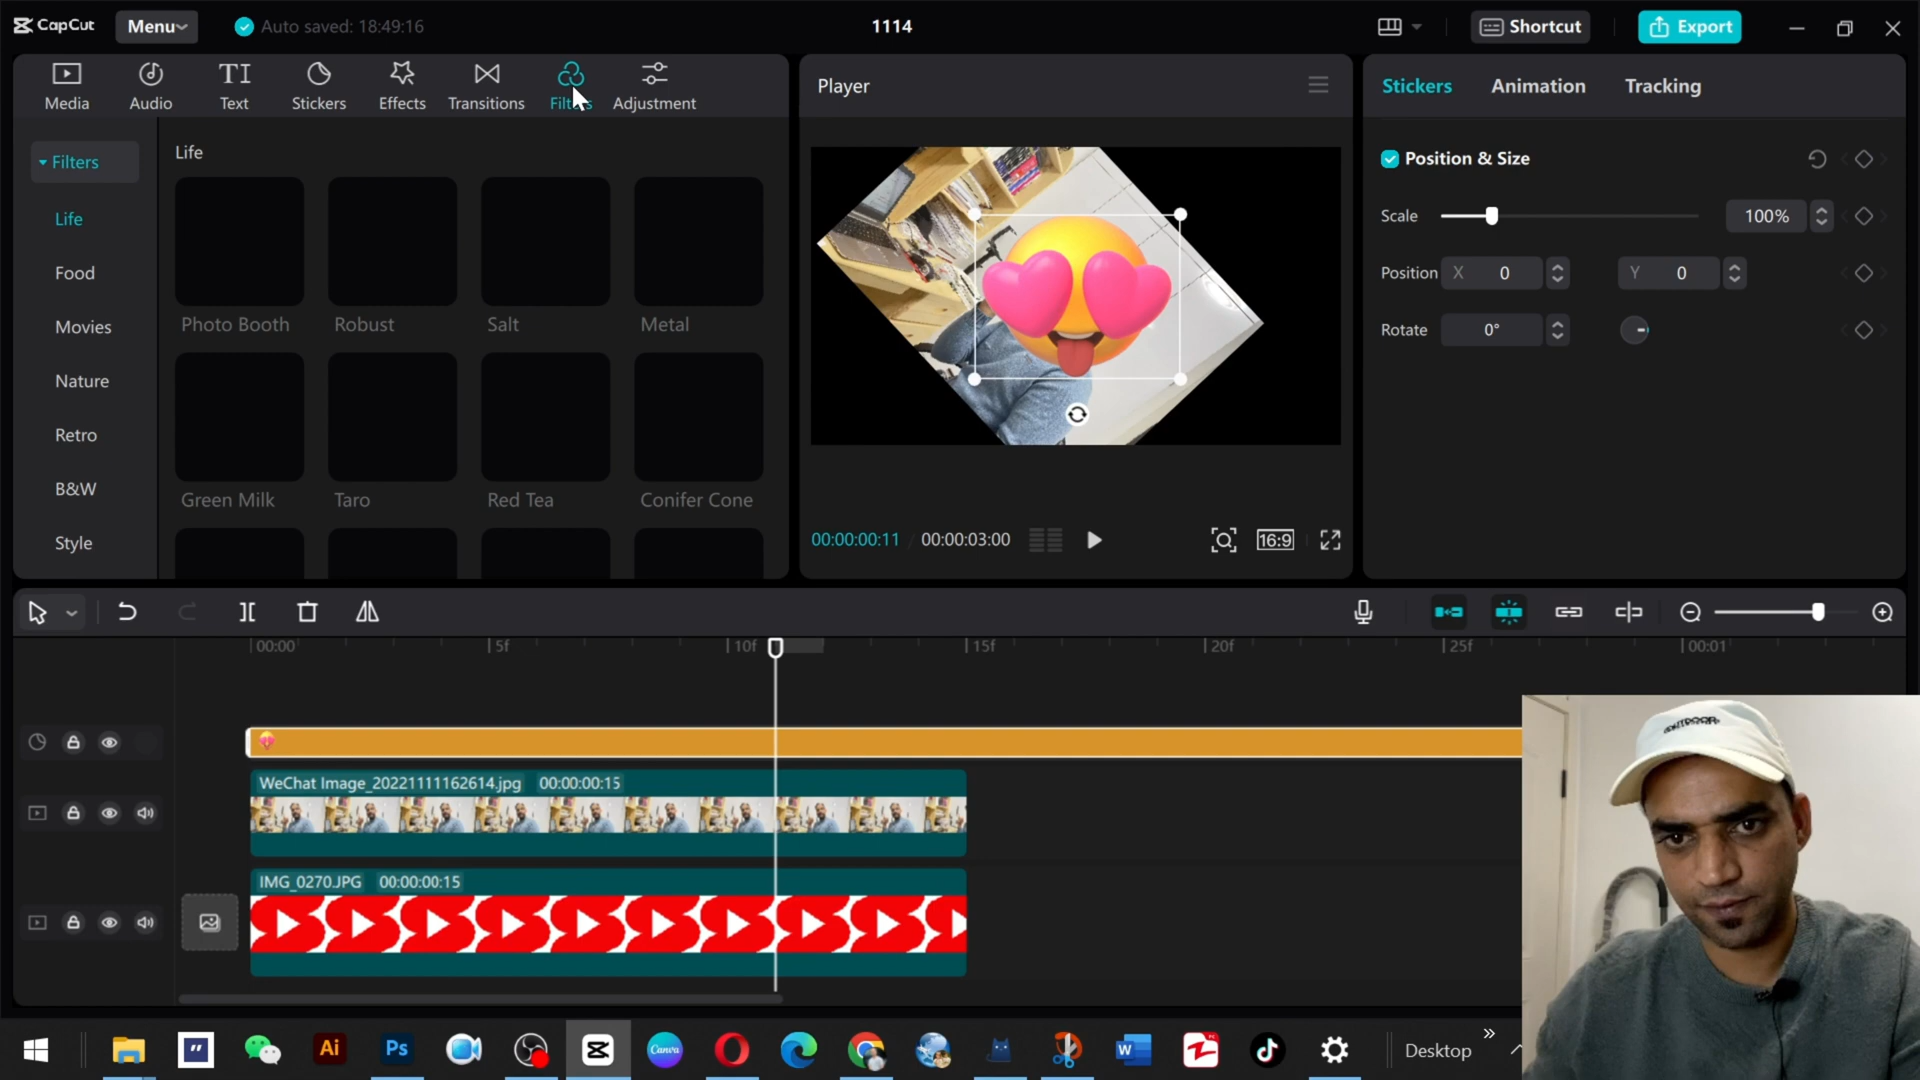 CapCut
Menu
Auto saved: 18:49:16
1114
Shortcut
Export
Media
Audio
Text
Stickers
Effects
Transitions
Filters
Adjustment
Player
Stickers
Animation
Tracking
Filters
Life
Food
Movies
Nature
Retro
B&W
Style
Life
Photo Booth
Robust
Salt
Metal
Green Milk
Taro
Red Tea
Conifer Cone
Position & Size
Scale
100%
Position
X 0
Y 0
Rotate
0°
00:00:00:11
00:00:03:00
16:9
00:00
5f
10f
15f
20f
25f
00:01
WeChat Image_20221111162614.jpg 00:00:00:15
IMG_0270.JPG 00:00:00:15
Ai
Ps
Canva
W
Desktop